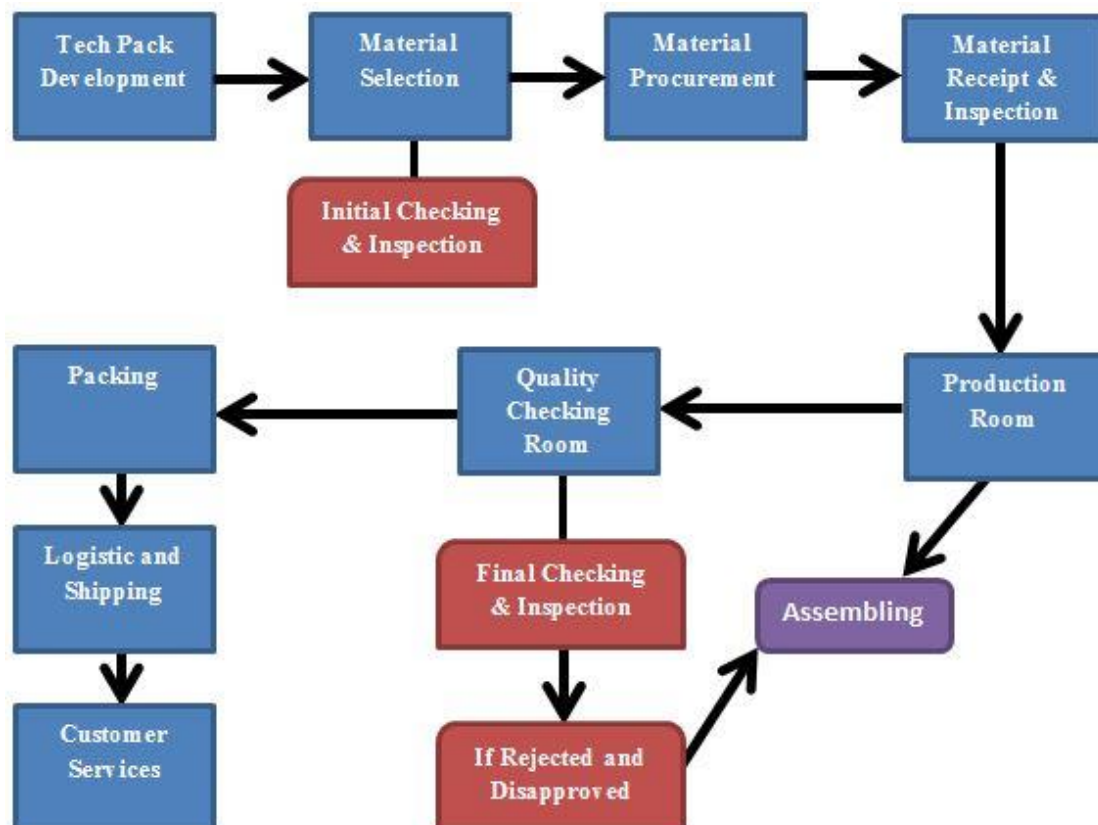 Tech Pack
Development
Material
Selection
Material
Procurement
Material
Receipt &
Inspection
Initial Checking
& Inspection
Packing
Quality
Checking
Room
Production
Room
Logistic and
Shipping
Final Checking
& Inspection
Assembling
Customer
Services
If Rejected and
Disapproved